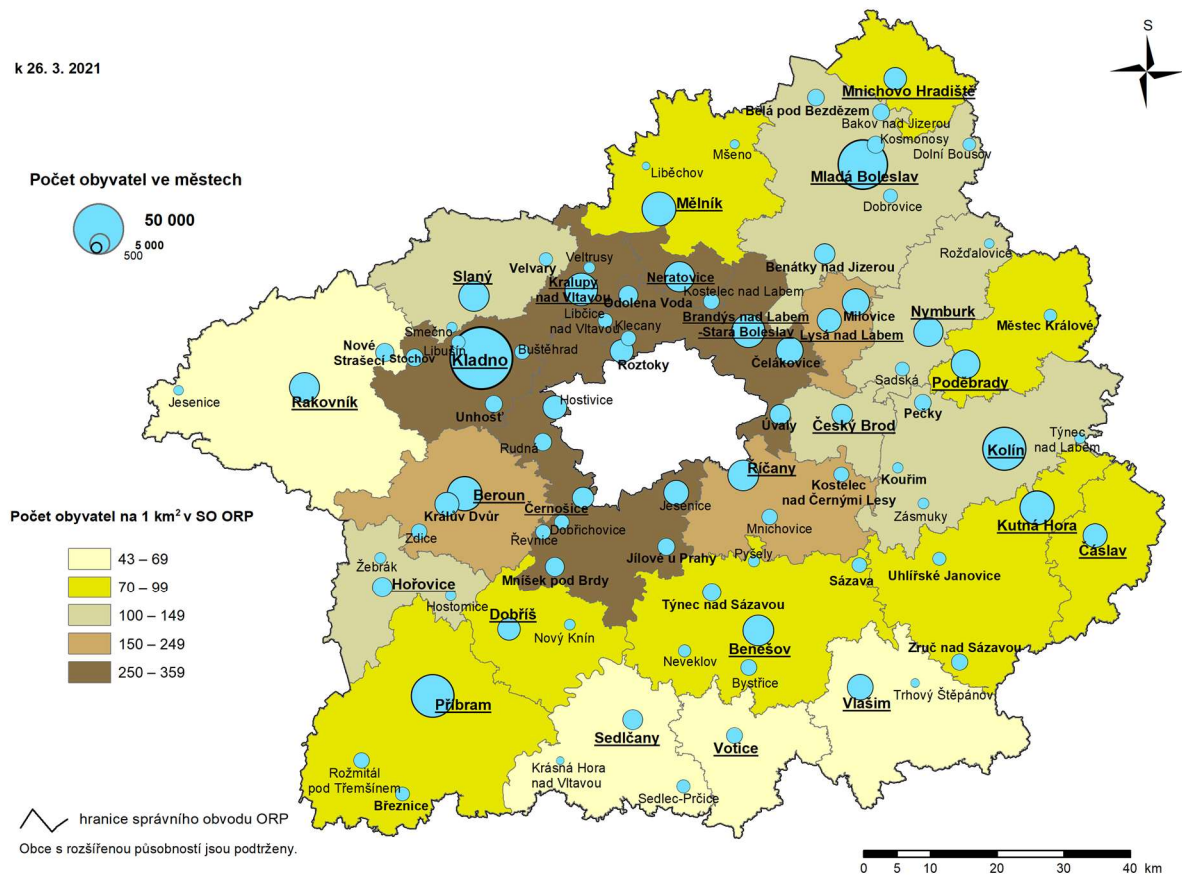 S
k 26. 3. 2021
Mnichovo Hradiště
Bělá pod Bezdězem
Bakov nad Jizerou
Kosmonosy
Dolní Bousov
Mšeno
Liběchov
Počet obyvatel ve městech
Mladá Boleslav
Dobrovice
Mělník
50 000
5 000
500
Rožďalovice
Benátky nad Jizerou
Velvary
Veltrusy
Slaný
Kralupy
nad Vltavou
Neratovice
Kostelec nad Labem
Odolena Voda
Milovice
Městec Králové
Libčice
nad Vltavou
Klecany
Brandýs nad Labem
-Stará Boleslav
Lysá nad Labem
Nymburk
Smečno
Libušín
Nové
Strašecí
Stochov
Kladno
Buštěhrad
Roztoky
Čelákovice
Sadská
Poděbrady
Jesenice
Rakovník
Unhošť
Hostivice
Úvaly
Český Brod
Pečky
Týnec
nad Labem
Rudná
Kolín
Říčany
Kouřim
Kostelec
nad Černými Lesy
Beroun
Králův Dvůr
Černošice
Jesenice
Zásmuky
Počet obyvatel na 1 km² v SO ORP
Mnichovice
Kutná Hora
Zdice
Dobřichovice
Řevnice
Čáslav
43 – 69
70 – 99
100 – 149
150 – 249
250 – 359
Žebrák
Jílové u Prahy
Pyšely
Sázava
Uhlířské Janovice
Hořovice
Mníšek pod Brdy
Hostomice
Týnec nad Sázavou
Dobříš
Nový Knín
Benešov
Neveklov
Bystřice
Zruč nad Sázavou
Trhový Štěpánov
Vlašim
Příbram
Sedlčany
Votice
Krásná Hora
nad Vltavou
Sedlec-Prčice
Rožmitál
pod Třemšínem
Březnice
hranice správního obvodu ORP
Obce s rozšířenou působností jsou podtrženy.
0 5 10 20 30 40 km